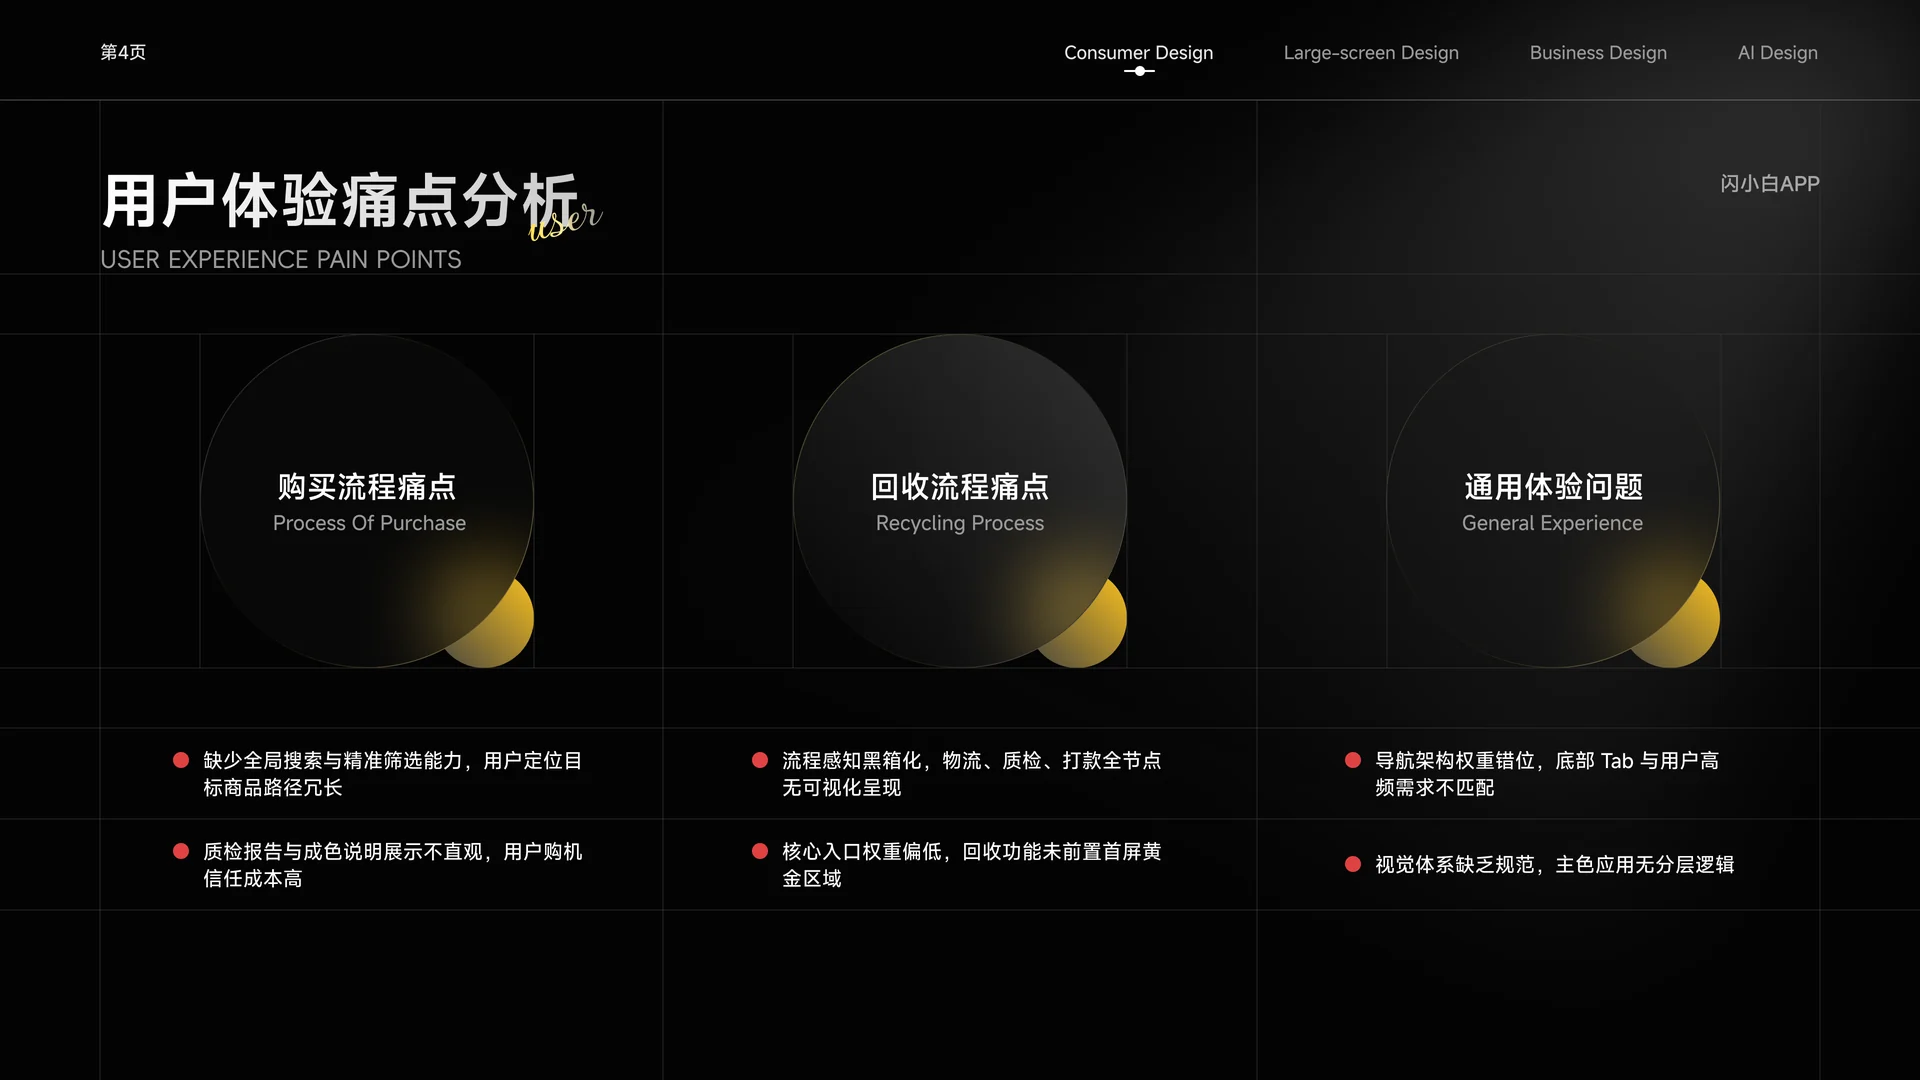 第4页
Consumer Design
Large-screen Design
Business Design
AI Design
用户体验痛点分析
user
USER EXPERIENCE PAIN POINTS
闪小白APP
购买流程痛点
Process Of Purchase
回收流程痛点
Recycling Process
通用体验问题
General Experience
缺少全局搜索与精准筛选能力，用户定位目
标商品路径冗长
质检报告与成色说明展示不直观，用户购机
信任成本高
流程感知黑箱化，物流、质检、打款全节点
无可视化呈现
核心入口权重偏低，回收功能未前置首屏黄
金区域
导航架构权重错位，底部 Tab 与用户高
频需求不匹配
视觉体系缺乏规范，主色应用无分层逻辑